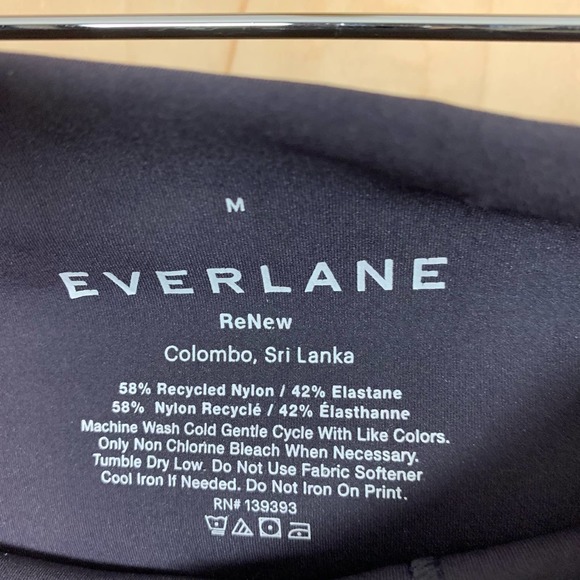 M
EVERLANE
ReNew
Colombo, Sri Lanka
58% Recycled Nylon / 42% Elastane
58% Nylon Recyclé / 42% Élasthanne
Machine Wash Cold Gentle Cycle With Like Colors.
Only Non Chlorine Bleach When Necessary.
Tumble Dry Low. Do Not Use Fabric Softener
Cool Iron If Needed. Do Not Iron On Print.
RN# 139393